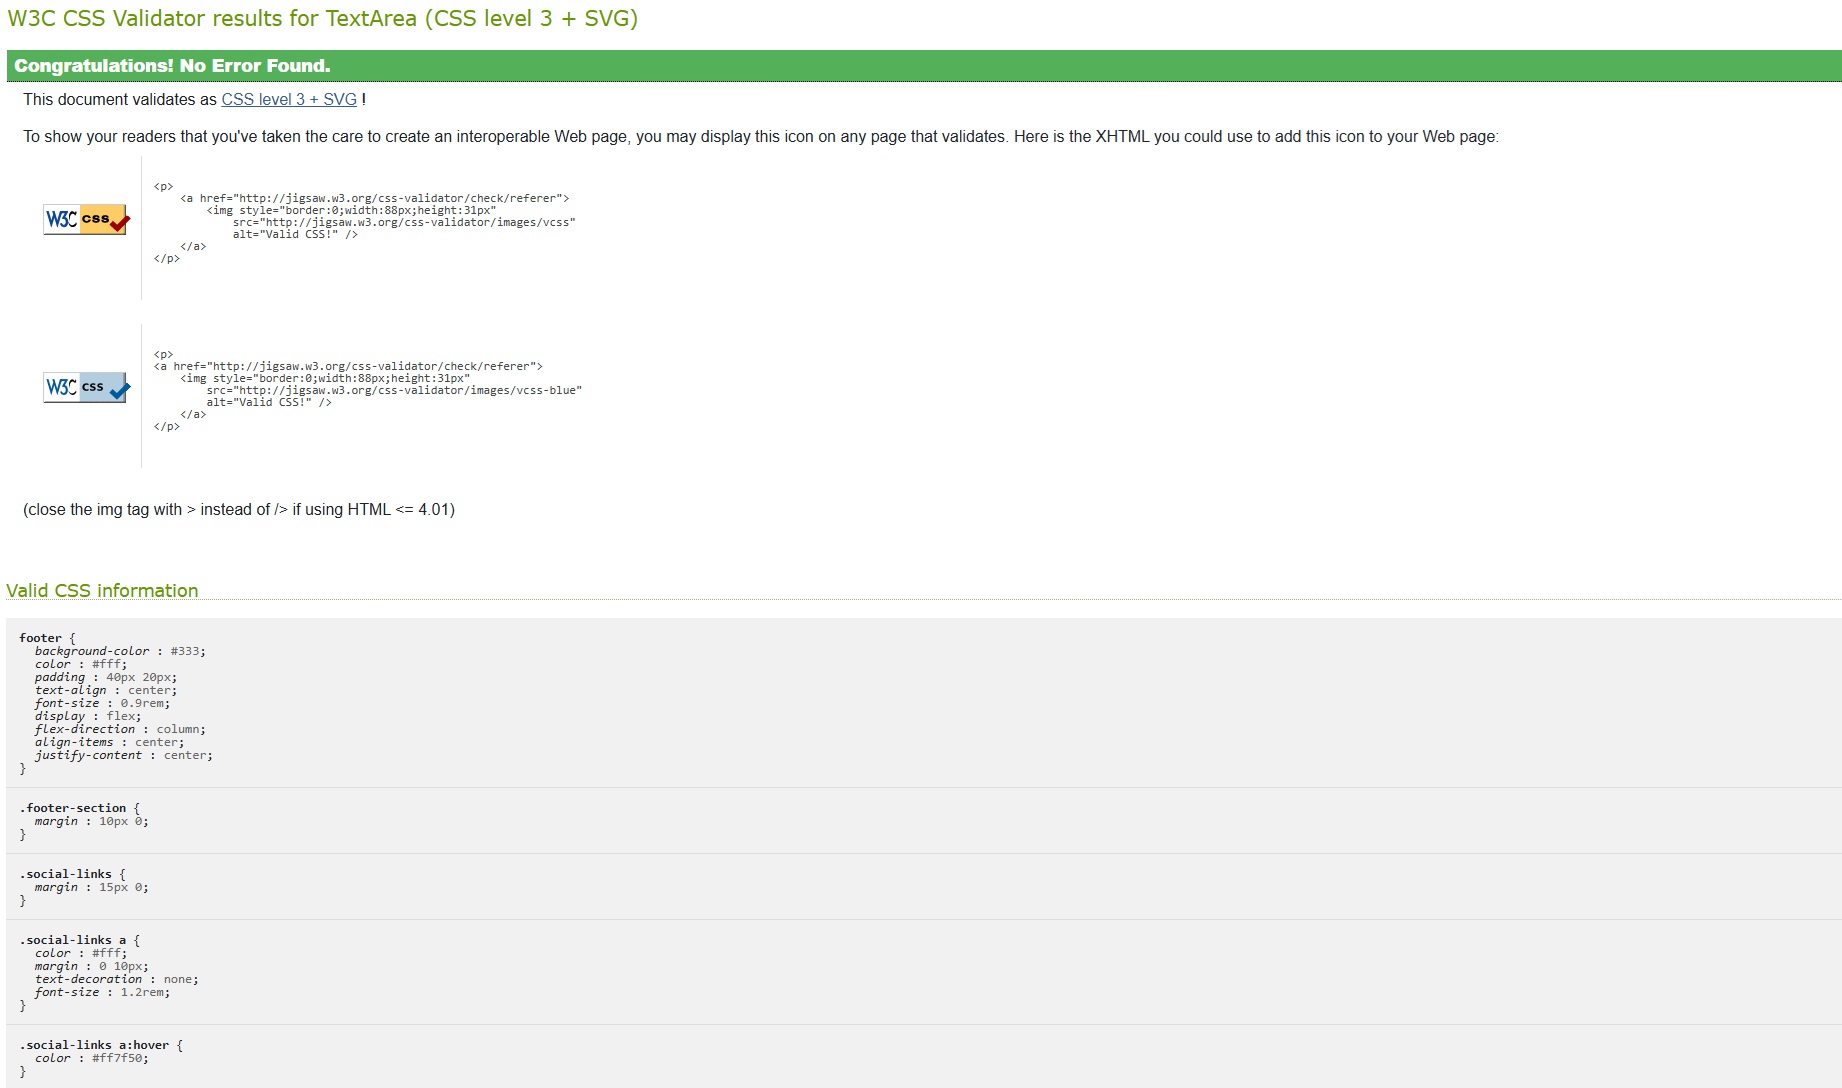 W3C CSS Validator results for TextArea (CSS level 3 + SVG)
Congratulations! No Error Found.
This document validates as CSS level 3 + SVG !
To show your readers that you've taken the care to create an interoperable Web page, you may display this icon on any page that validates. Here is the XHTML you could use to add this icon to your Web page:
W3C css
<p>
    <a href="http://jigsaw.w3.org/css-validator/check/referer">
        <img style="border:0;width:88px;height:31px"
            src="http://jigsaw.w3.org/css-validator/images/vcss"
            alt="Valid CSS!" />
    </a>
</p>
W3C css
<p>
<a href="http://jigsaw.w3.org/css-validator/check/referer">
    <img style="border:0;width:88px;height:31px"
        src="http://jigsaw.w3.org/css-validator/images/vcss-blue"
        alt="Valid CSS!" />
    </a>
</p>
(close the img tag with > instead of /> if using HTML <= 4.01)
Valid CSS information
footer {
  background-color : #333;
  color : #fff;
  padding : 40px 20px;
  text-align : center;
  font-size : 0.9rem;
  display : flex;
  flex-direction : column;
  align-items : center;
  justify-content : center;
}
.footer-section {
  margin : 10px 0;
}
.social-links {
  margin : 15px 0;
}
.social-links a {
  color : #fff;
  margin : 0 10px;
  text-decoration : none;
  font-size : 1.2rem;
}
.social-links a:hover {
  color : #ff7f50;
}